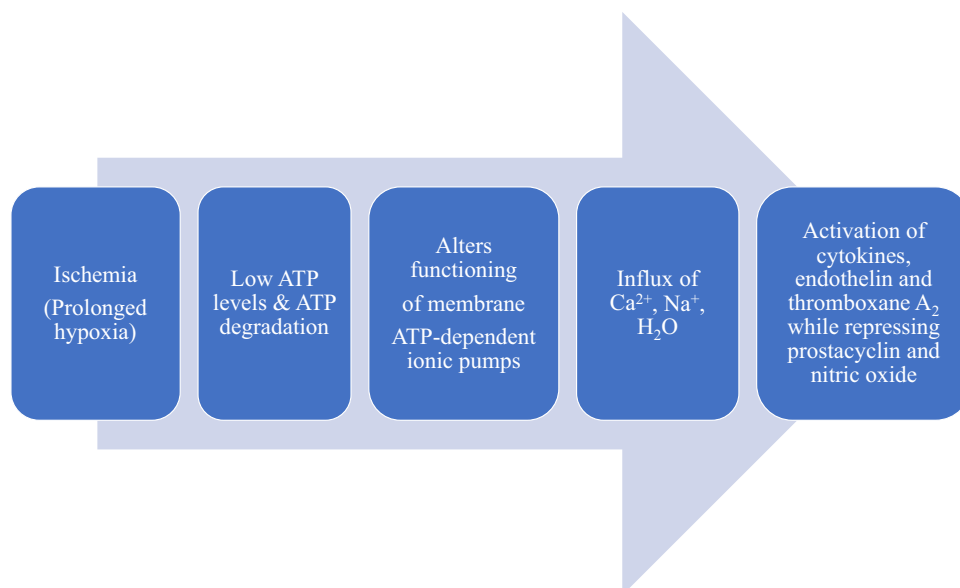 Ischemia
(Prolonged
hypoxia)
Low ATP
levels & ATP
degradation
Alters
functioning
of membrane
ATP-dependent
ionic pumps
Influx of
Ca²⁺, Na⁺,
H₂O
Activation of
cytokines,
endothelin and
thromboxane A₂
while repressing
prostacyclin and
nitric oxide